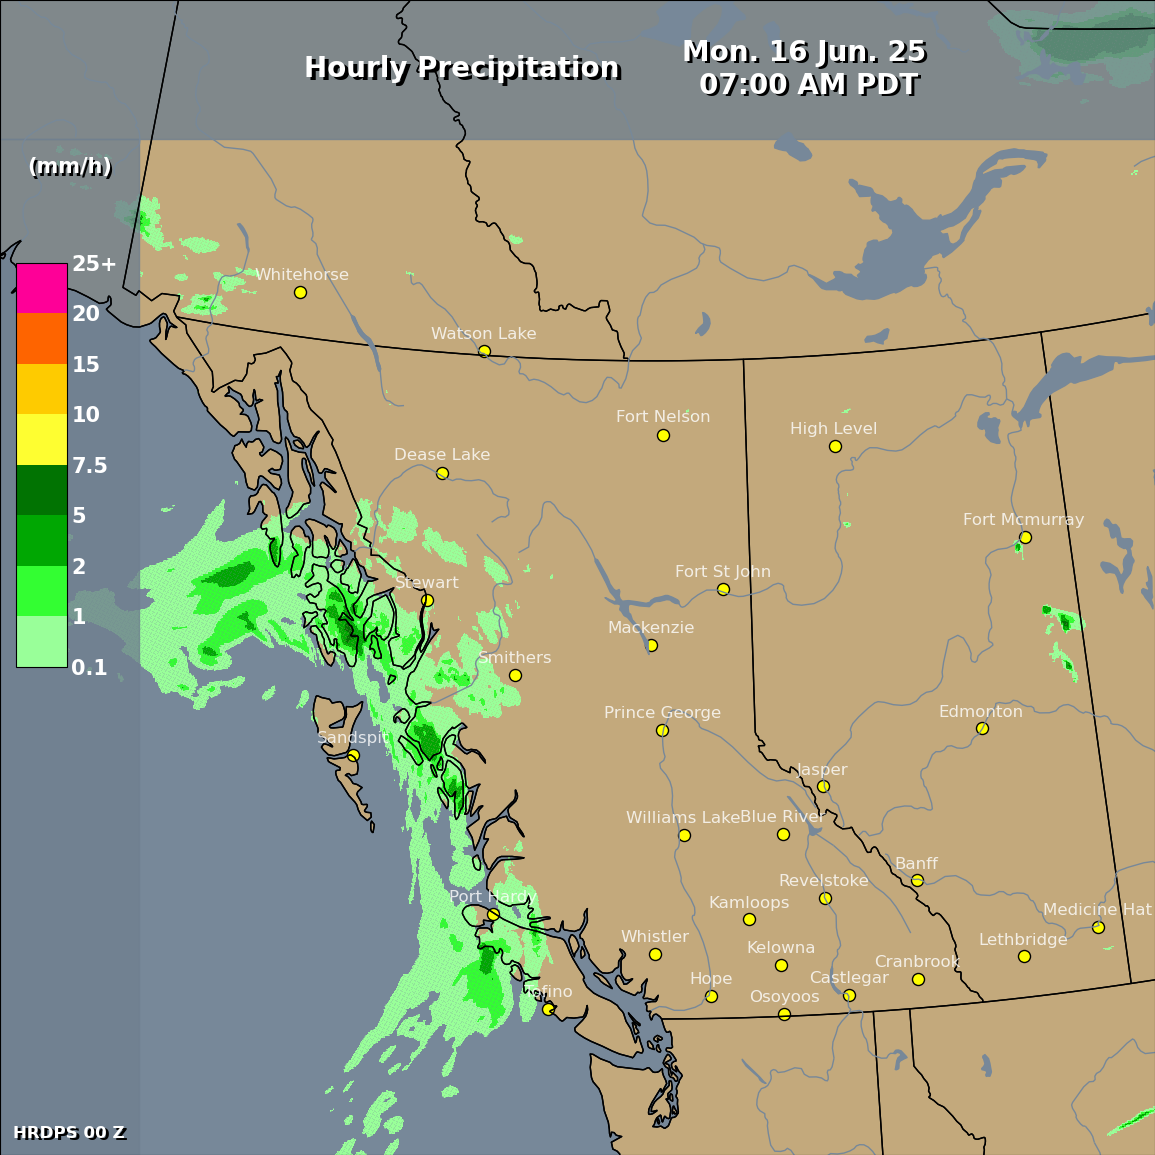 Hourly Precipitation
Mon. 16 Jun. 25
07:00 AM PDT
(mm/h)
25+
20
15
10
7.5
5
2
1
0.1
Whitehorse
Watson Lake
Fort Nelson
High Level
Dease Lake
Fort Mcmurray
Stewart
Fort St John
Mackenzie
Smithers
Prince George
Edmonton
Sandspit
Jasper
Williams Lake
Blue River
Banff
Revelstoke
Port Hardy
Kamloops
Medicine Hat
Whistler
Kelowna
Lethbridge
Cranbrook
Hope
Castlegar
Tofino
Osoyoos
HRDPS 00 Z